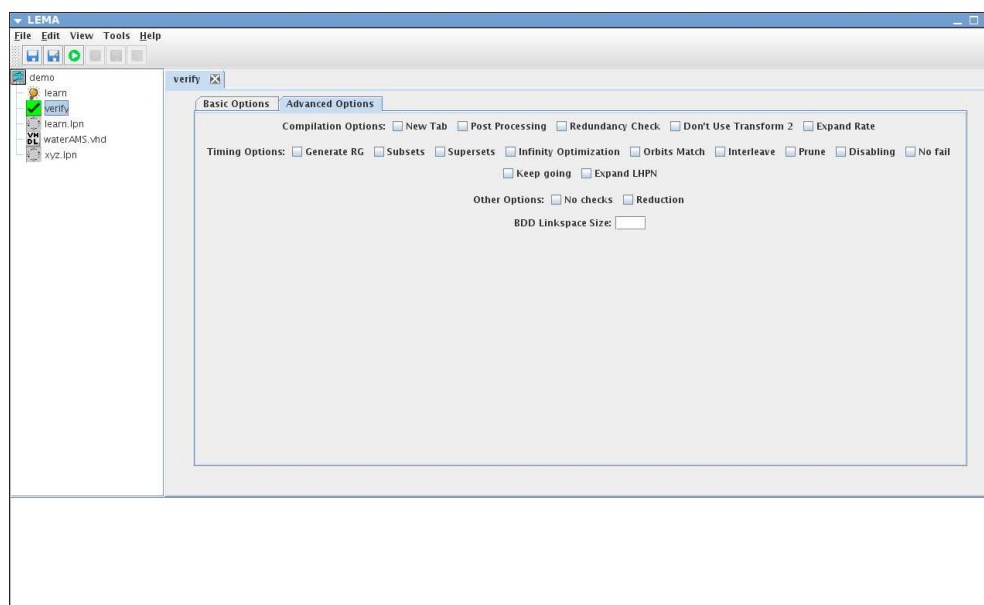 LEMA
File Edit View Tools Help
demo
learn
verify
learn.lpn
VH
DL
waterAMS.vhd
xyz.lpn
verify
Basic Options Advanced Options
Compilation Options: New Tab Post Processing Redundancy Check Don't Use Transform 2 Expand Rate
Timing Options: Generate RG Subsets Supersets Infinity Optimization Orbits Match Interleave Prune Disabling No fail
Keep going Expand LHPN
Other Options: No checks Reduction
BDD Linkspace Size: